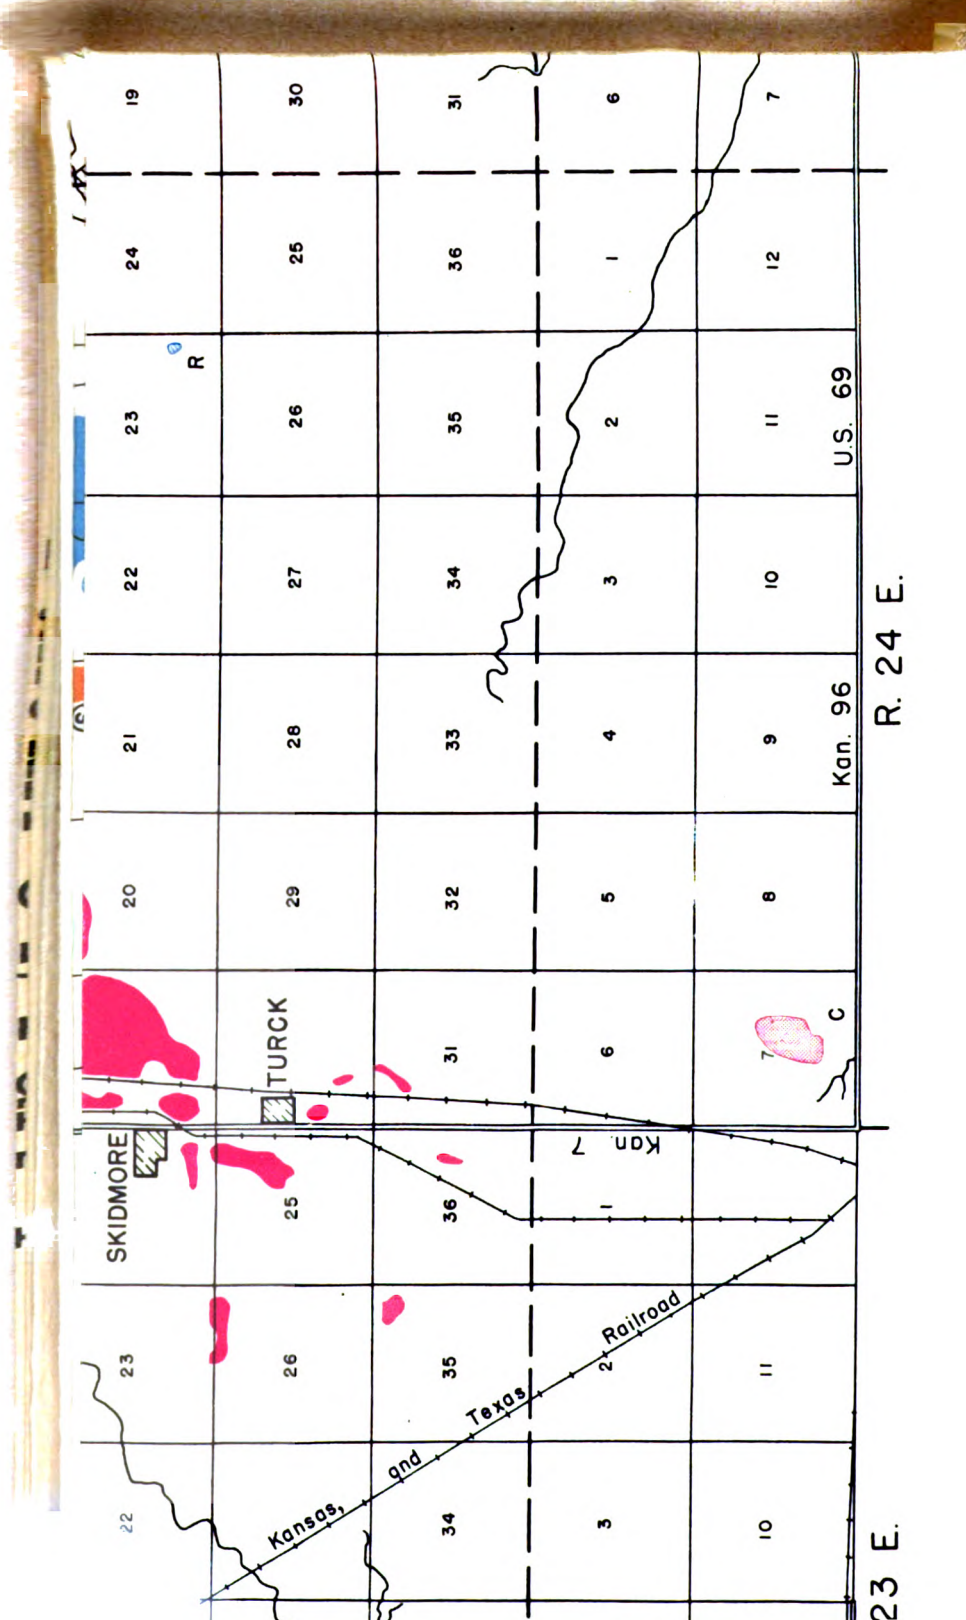 19 30 31 6 7
24 25 36 1 12
R
23 26 35 2 11
U.S. 69
22 27 34 3 10
R. 24 E.
21 28 33 4 9
Kan. 96
20 29 32 5 8
TURCK
31 6 7
C
Kan. 7
SKIDMORE
25 36 1
23 26 35 2 11
Kansas, and Texas Railroad
22 34 3 10
23 E.